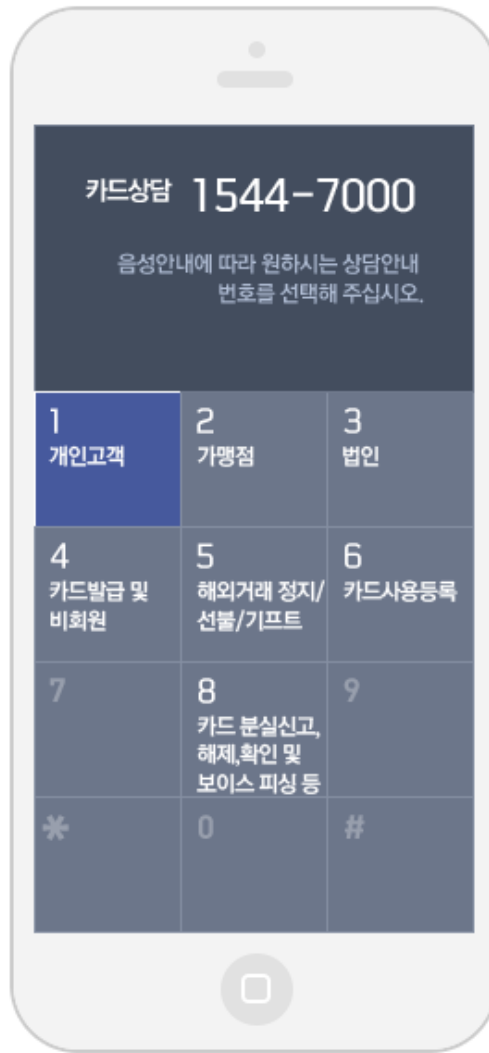 카드상담 1544-7000
음성안내에 따라 원하시는 상담안내
번호를 선택해 주십시오.
1
개인고객
2
가맹점
3
법인
4
카드발급 및
비회원
5
해외거래 정지/
선불/기프트
6
카드사용등록
7
8
카드 분실신고,
해제,확인 및
보이스 피싱 등
9
*
0
#